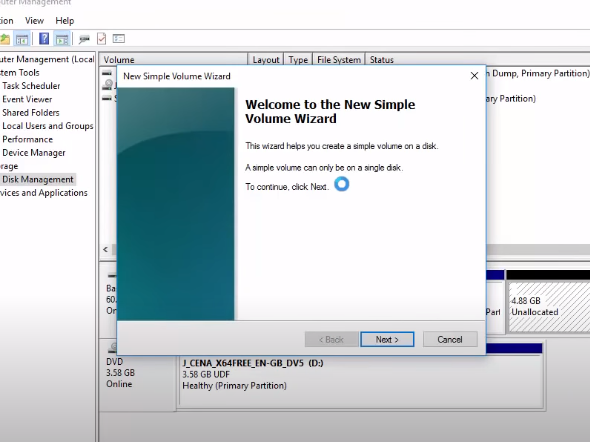 uter Management
ion View Help
uter Management (Local
stem Tools
Task Scheduler
Event Viewer
Shared Folders
Local Users and Groups
Performance
Device Manager
rage
Disk Management
vices and Applications
Volume Layout Type File System Status
h Dump, Primary Partition)
ary Partition)
New Simple Volume Wizard
Welcome to the New Simple
Volume Wizard
This wizard helps you create a simple volume on a disk.
A simple volume can only be on a single disk.
To continue, click Next.
< Back Next > Cancel
Ba
60.
On
Part
4.88 GB
Unallocated
DVD
3.58 GB
Online
J_CENA_X64FREE_EN-GB_DV5 (D:)
3.58 GB UDF
Healthy (Primary Partition)